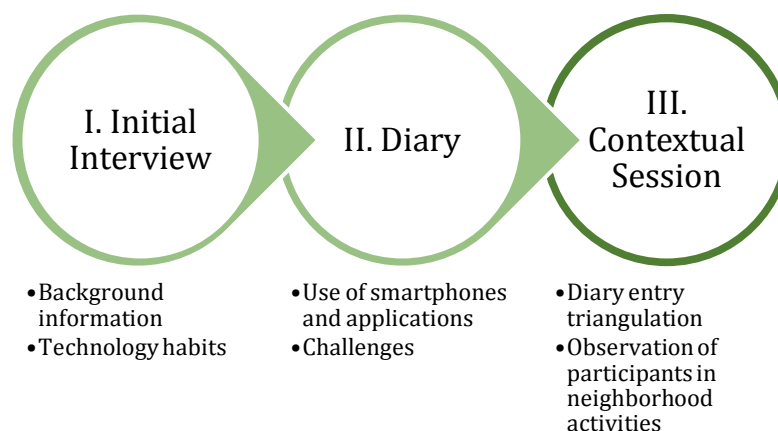 I. Initial
Interview
•Background
information
•Technology habits
II. Diary
•Use of smartphones
and applications
•Challenges
III.
Contextual
Session
•Diary entry
triangulation
•Observation of
participants in
neighborhood
activities